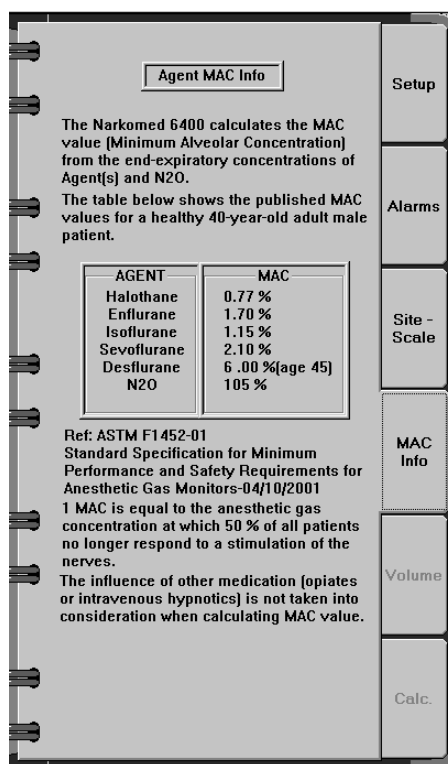 Agent MAC Info
The Narkomed 6400 calculates the MAC
value (Minimum Alveolar Concentration)
from the end-expiratory concentrations of
Agent(s) and N2O.
The table below shows the published MAC
values for a healthy 40-year-old adult male
patient.
AGENT MAC
Halothane 0.77 %
Enflurane 1.70 %
Isoflurane 1.15 %
Sevoflurane 2.10 %
Desflurane 6 .00 %(age 45)
N2O 105 %
Ref: ASTM F1452-01
Standard Specification for Minimum
Performance and Safety Requirements for
Anesthetic Gas Monitors-04/10/2001
1 MAC is equal to the anesthetic gas
concentration at which 50 % of all patients
no longer respond to a stimulation of the
nerves.
The influence of other medication (opiates
or intravenous hypnotics) is not taken into
consideration when calculating MAC value.
Setup
Alarms
Site -
Scale
MAC
Info
Volume
Calc.